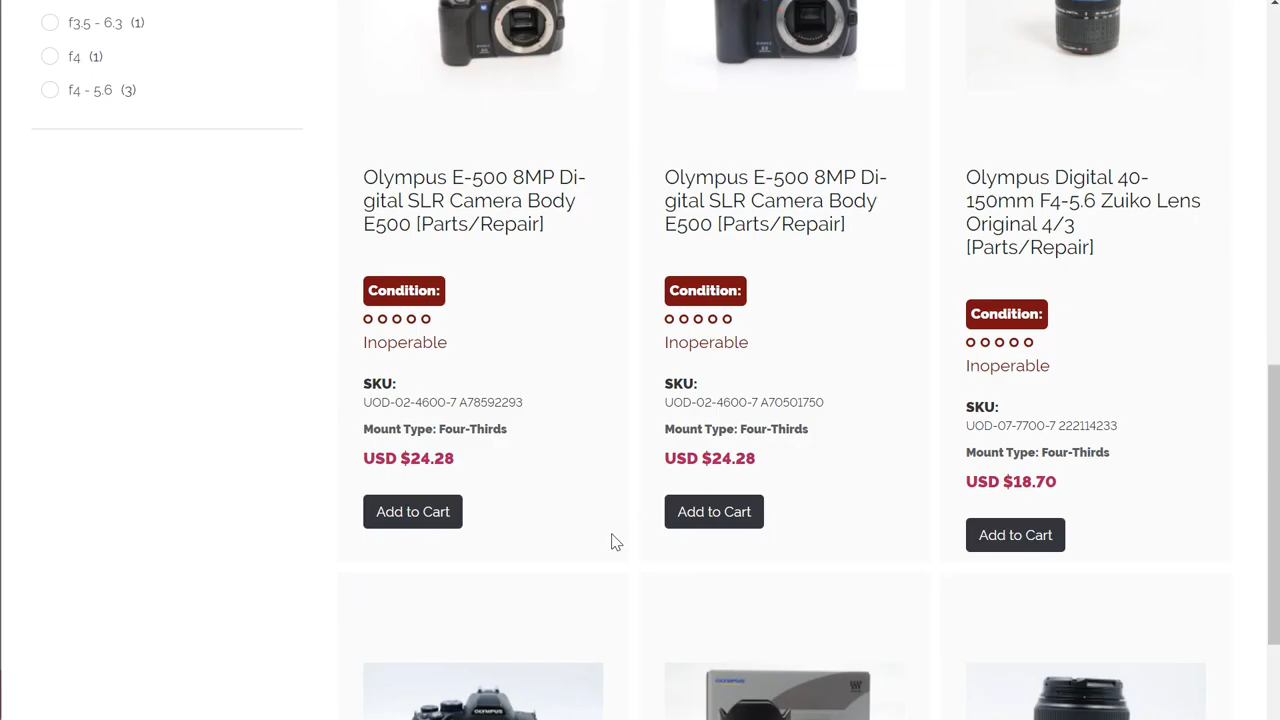 f3.5 - 6.3 (1)
f4 (1)
f4 - 5.6 (3)
Olympus E-500 8MP Di-
gital SLR Camera Body
E500 [Parts/Repair]
Condition:
Inoperable
SKU:
UOD-02-4600-7 A78592293
Mount Type: Four-Thirds
USD $24.28
Add to Cart
Olympus E-500 8MP Di-
gital SLR Camera Body
E500 [Parts/Repair]
Condition:
Inoperable
SKU:
UOD-02-4600-7 A70501750
Mount Type: Four-Thirds
USD $24.28
Add to Cart
Olympus Digital 40-
150mm F4-5.6 Zuiko Lens
Original 4/3
[Parts/Repair]
Condition:
Inoperable
SKU:
UOD-07-7700-7 222114233
Mount Type: Four-Thirds
USD $18.70
Add to Cart
OLYMPUS
OLYMPUS